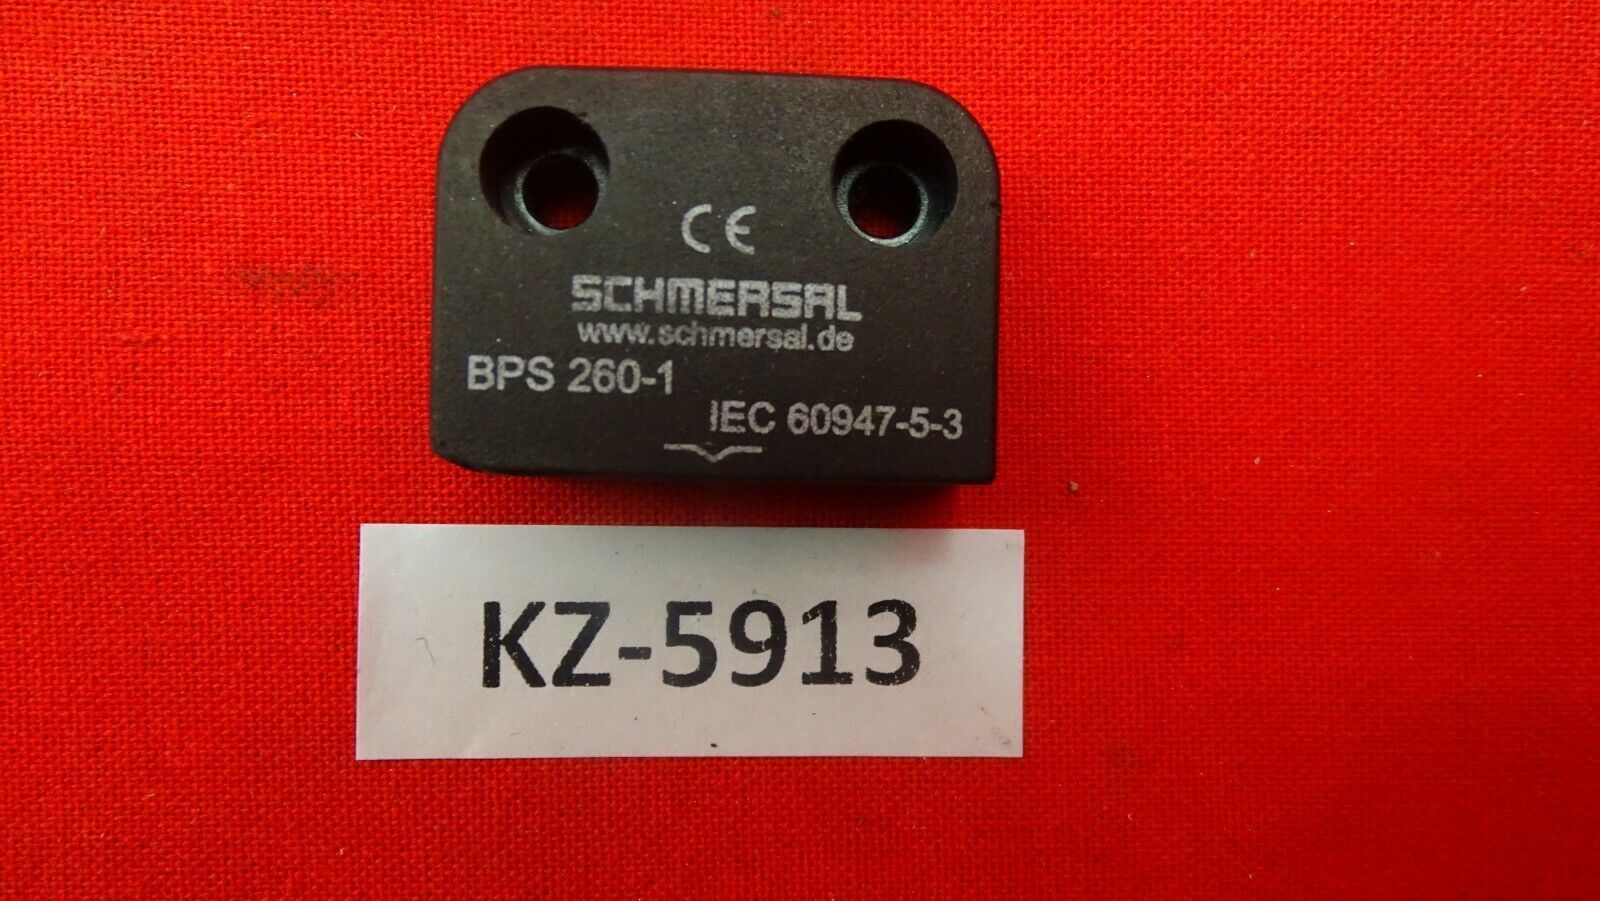 CE
SCHMERSAL
www.schmersal.de
BPS 260-1
IEC 60947-5-3
KZ-5913